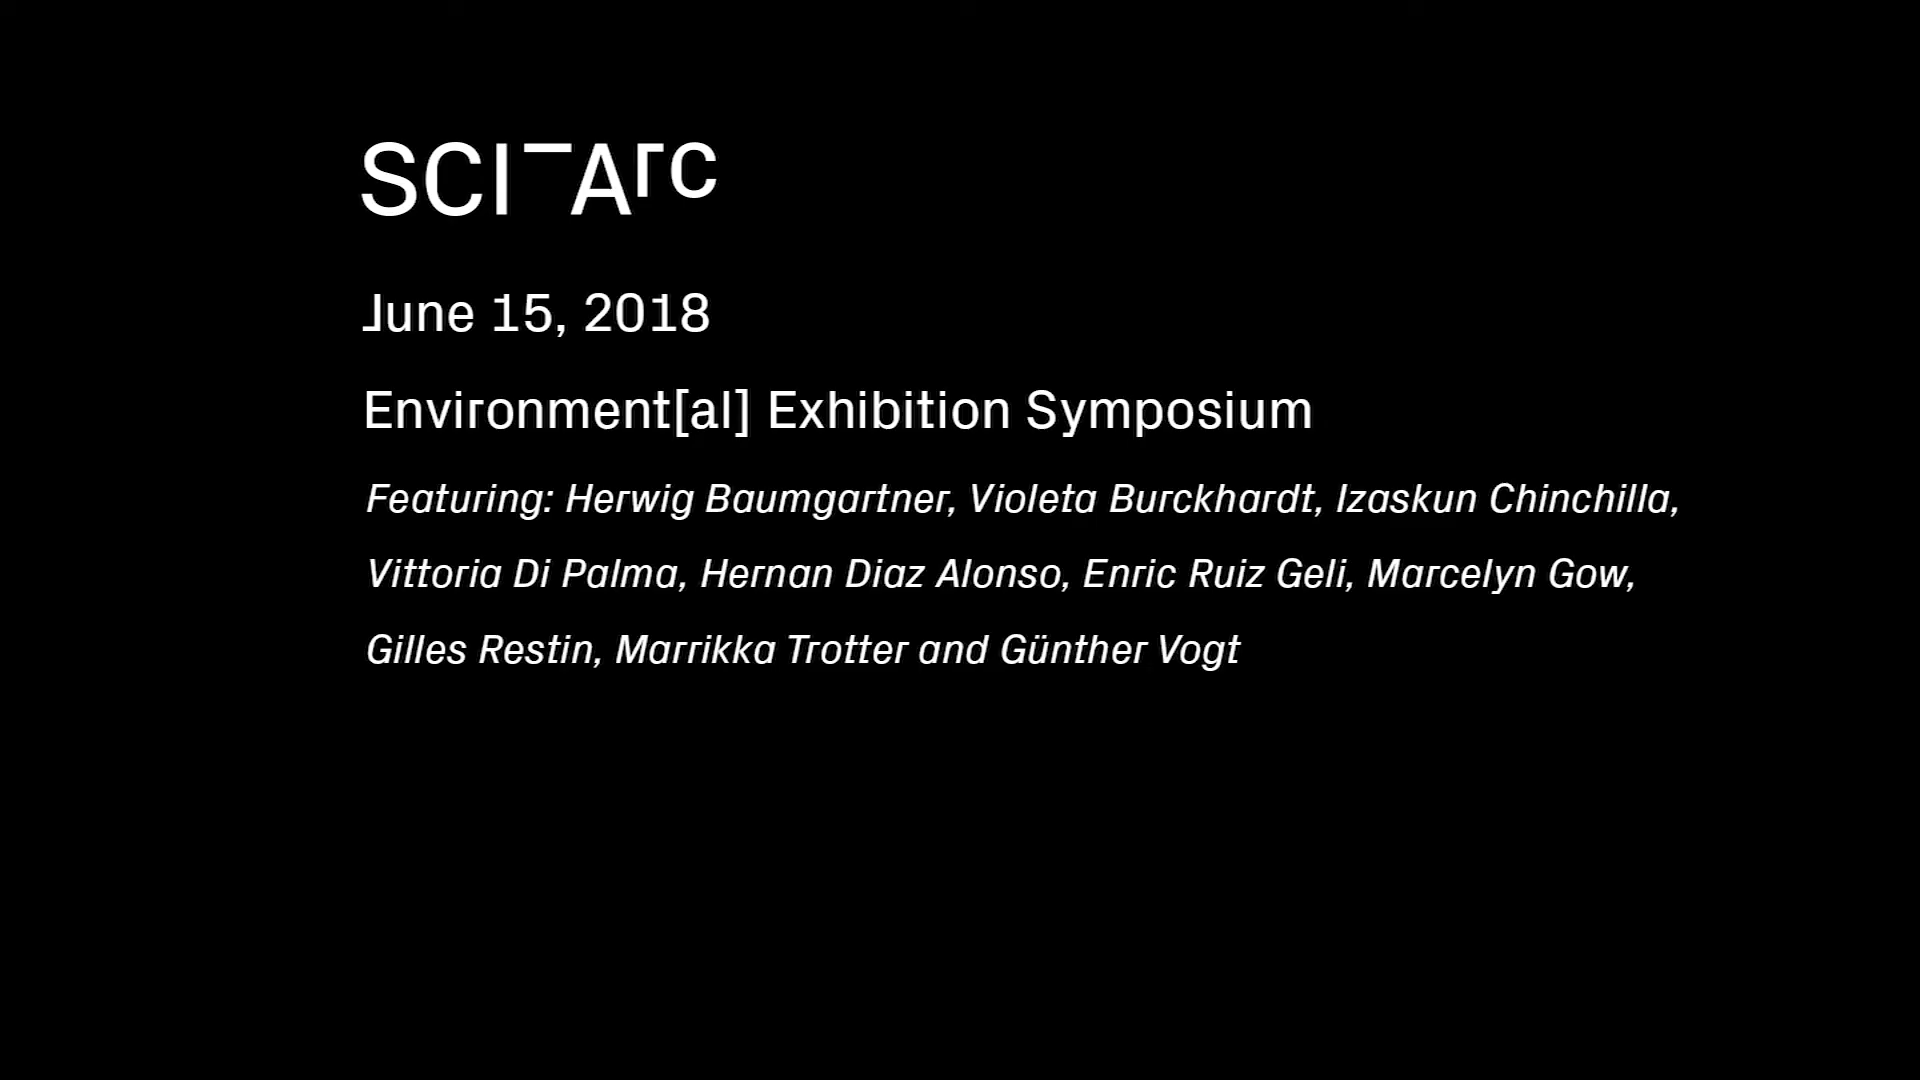 SCI-Arc
June 15, 2018
Environment[al] Exhibition Symposium
Featuring: Herwig Baumgartner, Violeta Burckhardt, Izaskun Chinchilla,
Vittoria Di Palma, Hernan Diaz Alonso, Enric Ruiz Geli, Marcelyn Gow,
Gilles Restin, Marrikka Trotter and Günther Vogt